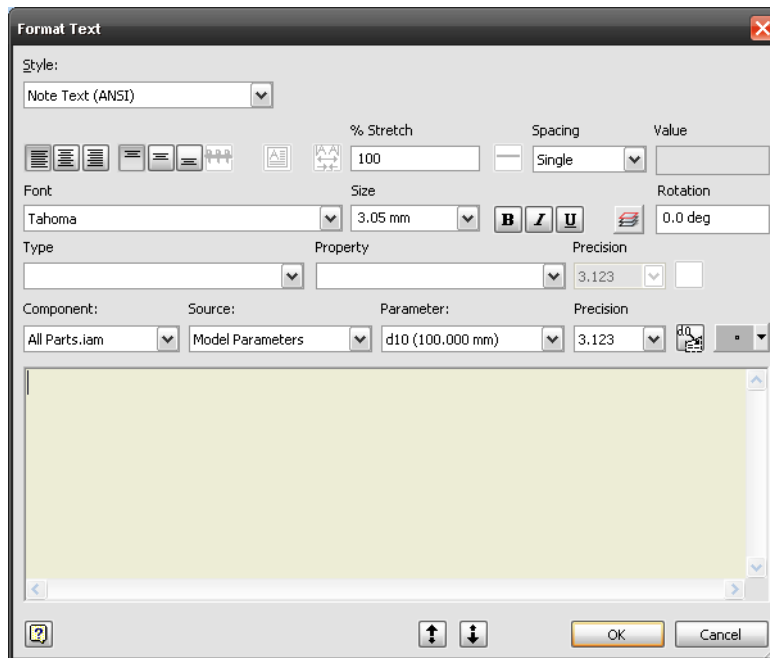 Format Text
Style:
Note Text (ANSI)
% Stretch Spacing Value
100 Single
Font Size Rotation
Tahoma 3.05 mm B I U 0.0 deg
Type Property Precision
3.123
Component: Source: Parameter: Precision
All Parts.iam Model Parameters d10 (100.000 mm) 3.123
OK Cancel